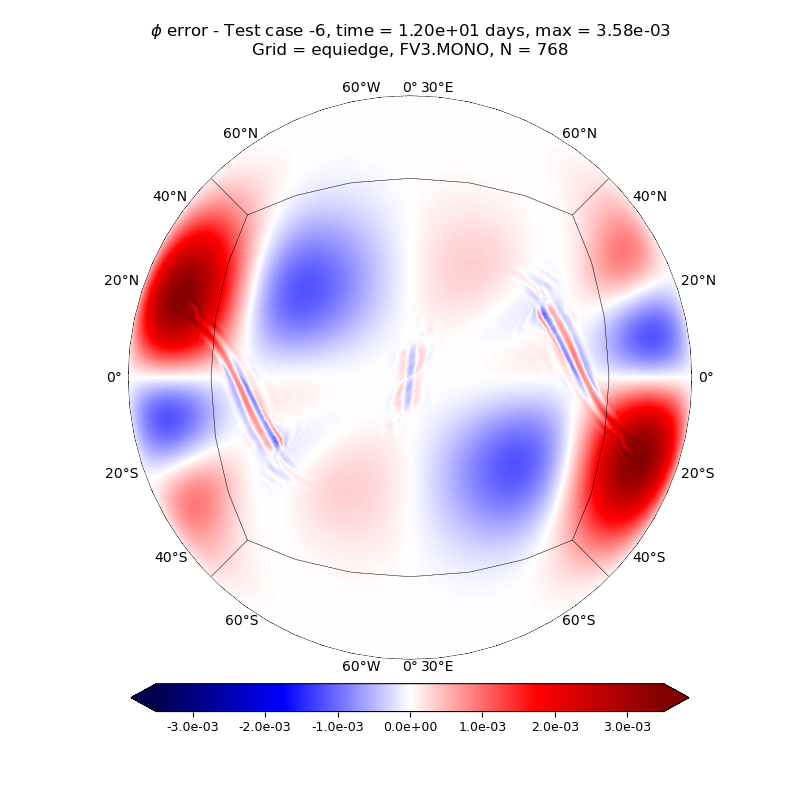 ϕ error - Test case -6, time = 1.20e+01 days, max = 3.58e-03
Grid = equiedge, FV3.MONO, N = 768
60°W 0° 30°E
60°N 60°N
40°N 40°N
20°N 20°N
0° 0°
20°S 20°S
40°S 40°S
60°S 60°S
60°W 0° 30°E
-3.0e-03 -2.0e-03 -1.0e-03 0.0e+00 1.0e-03 2.0e-03 3.0e-03